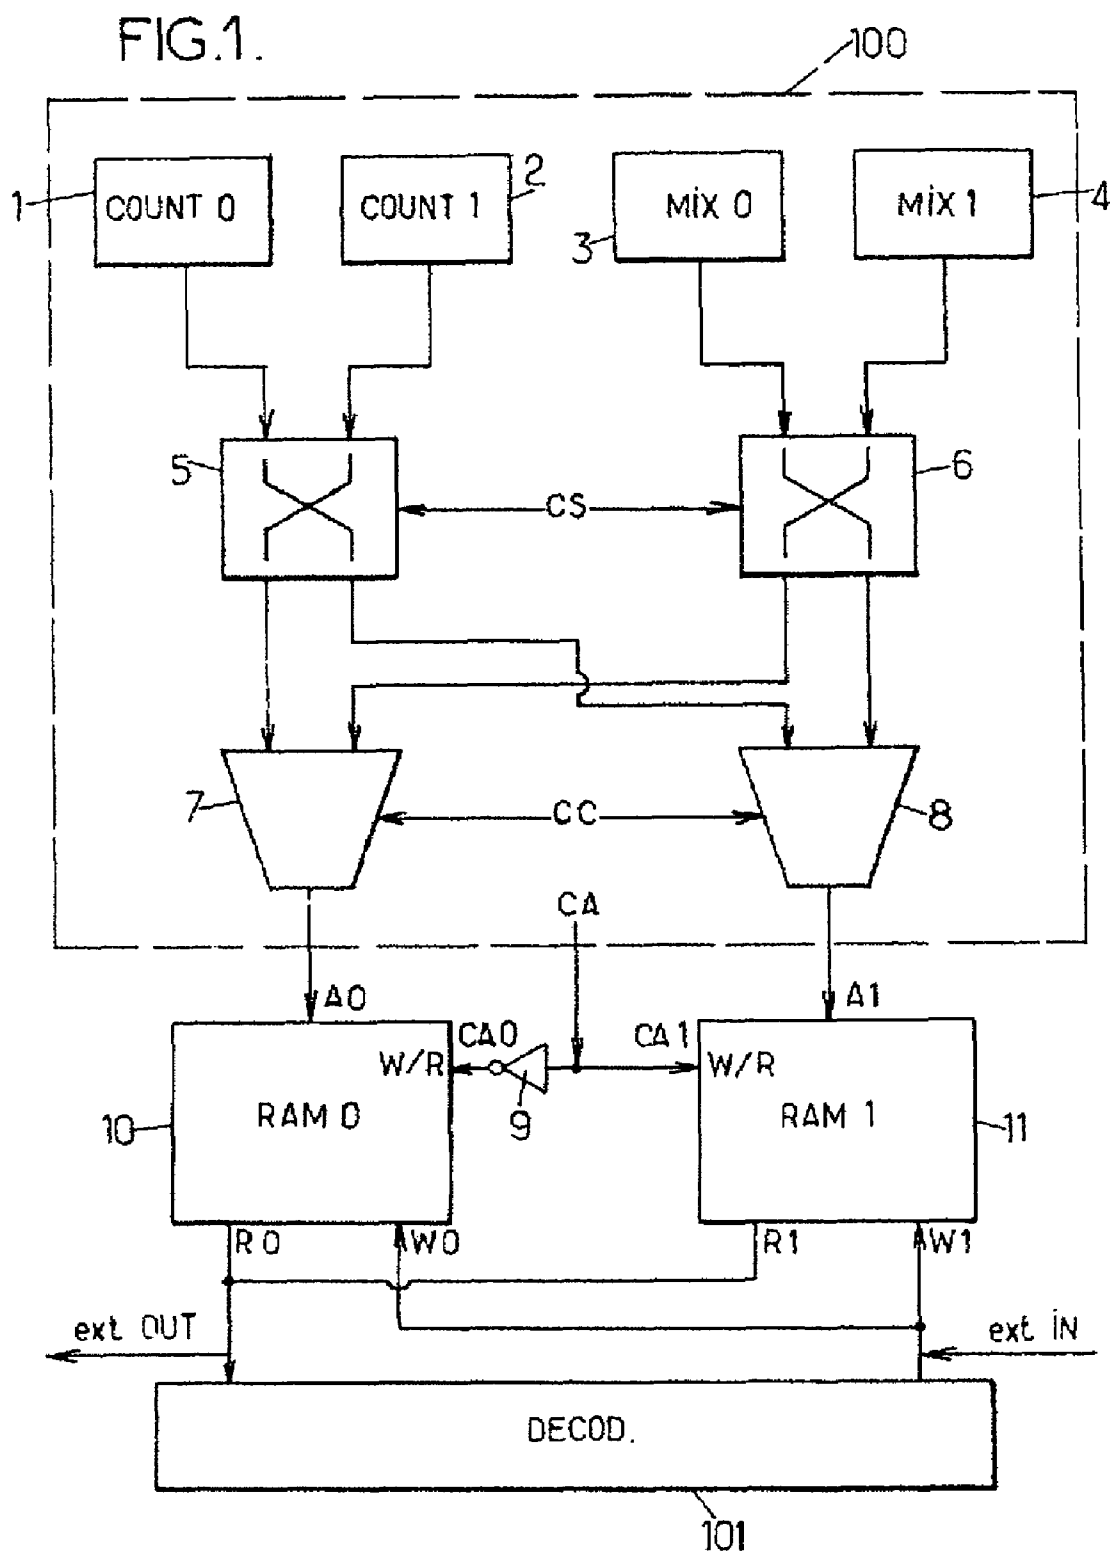 FIG.1.
100
1
COUNT 0
COUNT 1
2
3
MiX 0
MiX 1
4
5
CS
6
7
CC
8
CA
A0
A1
CA0
CA1
W/R
W/R
9
10
RAM 0
RAM 1
11
R0
W0
R1
W1
ext OUT
ext iN
DECOD.
101